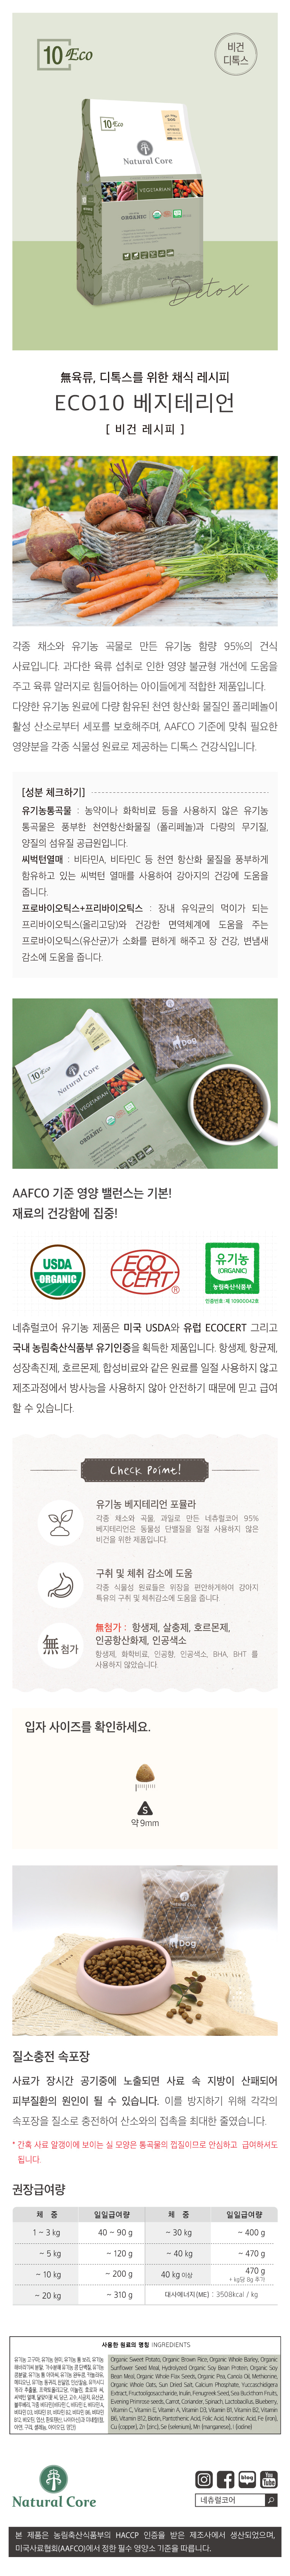 10 Eco
비건
디톡스
10 Eco
Natural Core
VEGETARIAN
ORGANIC
Detox
無육류, 디톡스를 위한 채식 레시피
ECO10 베지테리언
[ 비건 레시피 ]
각종 채소와 유기농 곡물로 만든 유기농 함량 95%의 건식
사료입니다. 과다한 육류 섭취로 인한 영양 불균형 개선에 도움을
주고 육류 알러지로 힘들어하는 아이들에게 적합한 제품입니다.
다양한 유기농 원료에 다량 함유된 천연 항산화 물질인 폴리페놀이
활성 산소로부터 세포를 보호해주며, AAFCO 기준에 맞춰 필요한
영양분을 각종 식물성 원료로 제공하는 디톡스 건강식입니다.
[성분 체크하기]
유기농통곡물 : 농약이나 화학비료 등을 사용하지 않은 유기농
통곡물은 풍부한 천연항산화물질 (폴리페놀)과 다량의 무기질,
양질의 섬유질 공급원입니다.
씨벅턴열매 : 비타민A, 비타민C 등 천연 항산화 물질을 풍부하게
함유하고 있는 씨벅턴 열매를 사용하여 강아지의 건강에 도움을
줍니다.
프로바이오틱스+프리바이오틱스 : 장내 유익균의 먹이가 되는
프리바이오틱스(올리고당)와 건강한 면역체계에 도움을 주는
프로바이오틱스(유산균)가 소화를 편하게 해주고 장 건강, 변냄새
감소에 도움을 줍니다.
10 Eco
Natural Core
VEGETARIAN
ORGANIC
Dog
AAFCO 기준 영양 밸런스는 기본!
재료의 건강함에 집중!
USDA
ORGANIC
ECO
CERT
®
유기농
(ORGANIC)
농림축산식품부
인증번호 : 제 10900042호
네츄럴코어 유기농 제품은 미국 USDA와 유럽 ECOCERT 그리고
국내 농림축산식품부 유기인증을 획득한 제품입니다. 항생제, 항균제,
성장촉진제, 호르몬제, 합성비료와 같은 원료를 일절 사용하지 않고
제조과정에서 방사능을 사용하지 않아 안전하기 때문에 믿고 급여
할 수 있습니다.
Check Point!
유기농 베지테리언 포뮬라
각종 채소와 곡물, 과일로 만든 네츄럴코어 95%
베지테리언은 동물성 단백질을 일절 사용하지 않은
비건을 위한 제품입니다.
구취 및 체취 감소에 도움
각종 식물성 원료들은 위장을 편안하게하여 강아지
특유의 구취 및 체취감소에 도움을 줍니다.
無 첨가
無첨가 : 항생제, 살충제, 호르몬제,
인공항산화제, 인공색소
항생제, 화학비료, 인공향, 인공색소, BHA, BHT 를
사용하지 않았습니다.
입자 사이즈를 확인하세요.
S
약9mm
Dog
질소충전 속포장
사료가 장시간 공기중에 노출되면 사료 속 지방이 산패되어
피부질환의 원인이 될 수 있습니다. 이를 방지하기 위해 각각의
속포장을 질소로 충전하여 산소와의 접촉을 최대한 줄였습니다.
* 간혹 사료 알갱이에 보이는 실 모양은 통곡물의 껍질이므로 안심하고 급여하셔도
됩니다.
권장급여량
체 중 일일급여량 체 중 일일급여량
1 ~ 3 kg 40 ~ 90 g ~ 30 kg ~ 400 g
~ 5 kg ~ 120 g ~ 40 kg ~ 470 g
~ 10 kg ~ 200 g 40 kg 이상 470 g
+ kg당 8g 추가
~ 20 kg ~ 310 g 대사에너지(ME) : 3508kcal / kg
사용한 원료의 명칭 INGREDIENTS
Organic Sweet Potato, Organic Brown Rice, Organic Whole Barley, Organic
Sunflower Seed Meal, Hydrolized Organic Soy Bean Protein, Organic Soy
Bean Meal, Organic Whole Flax Seeds, Organic Pea, Canola Oil, Methionine,
Organic Whole Oats, Sun Dried Salt, Calcium Phosphate, Yuccaschidigera
Extract, Fructooligosaccharide, Inulin, Fenugreek Seed, Sea Buckthorn Fruits,
Evening Primrose seeds, Carrot, Coriander, Spinach, Lactobacillus, Blueberry,
Vitamin C, Vitamin E, Vitamin A, Vitamin D3, Vitamin B1, Vitamin B2, Vitamin
B6, Vitamin B12, Biotin, Pantothenic Acid, Folic Acid, Nicotinic Acid, Fe (iron),
Cu (copper), Zn (zinc), Se (selenium), Mn (manganese), I (iodine)
Natural Core
blog
You
Tube
네츄럴코어
본 제품은 농림축산식품부의 HACCP 인증을 받은 제조사에서 생산되었으며,
미국사료협회(AAFCO)에서 정한 필수 영양소 기준을 따릅니다.